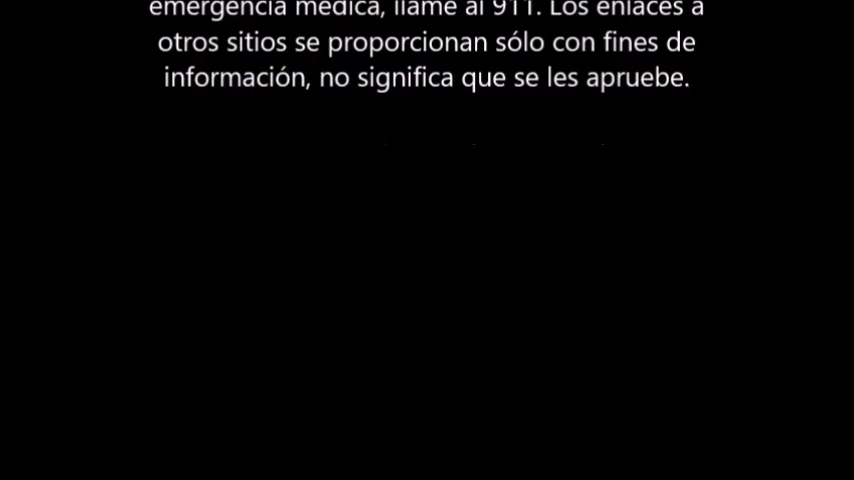 emergencia médica, llame al 911. Los enlaces a
otros sitios se proporcionan sólo con fines de
información, no significa que se les apruebe.